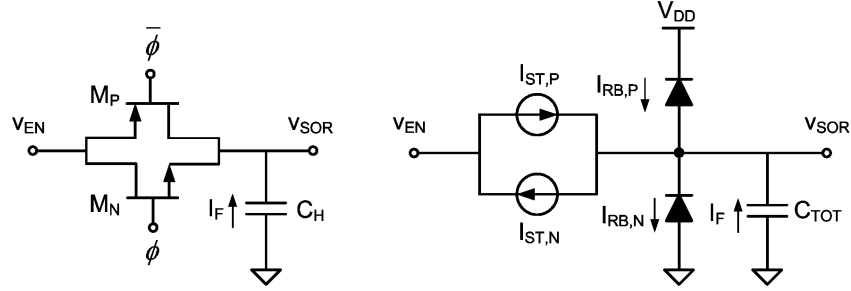 ϕ̅
M_P
v_EN
v_SOR
M_N
I_F
C_H
ϕ
V_DD
I_ST,P
I_RB,P
v_EN
v_SOR
I_ST,N
I_RB,N
I_F
C_TOT